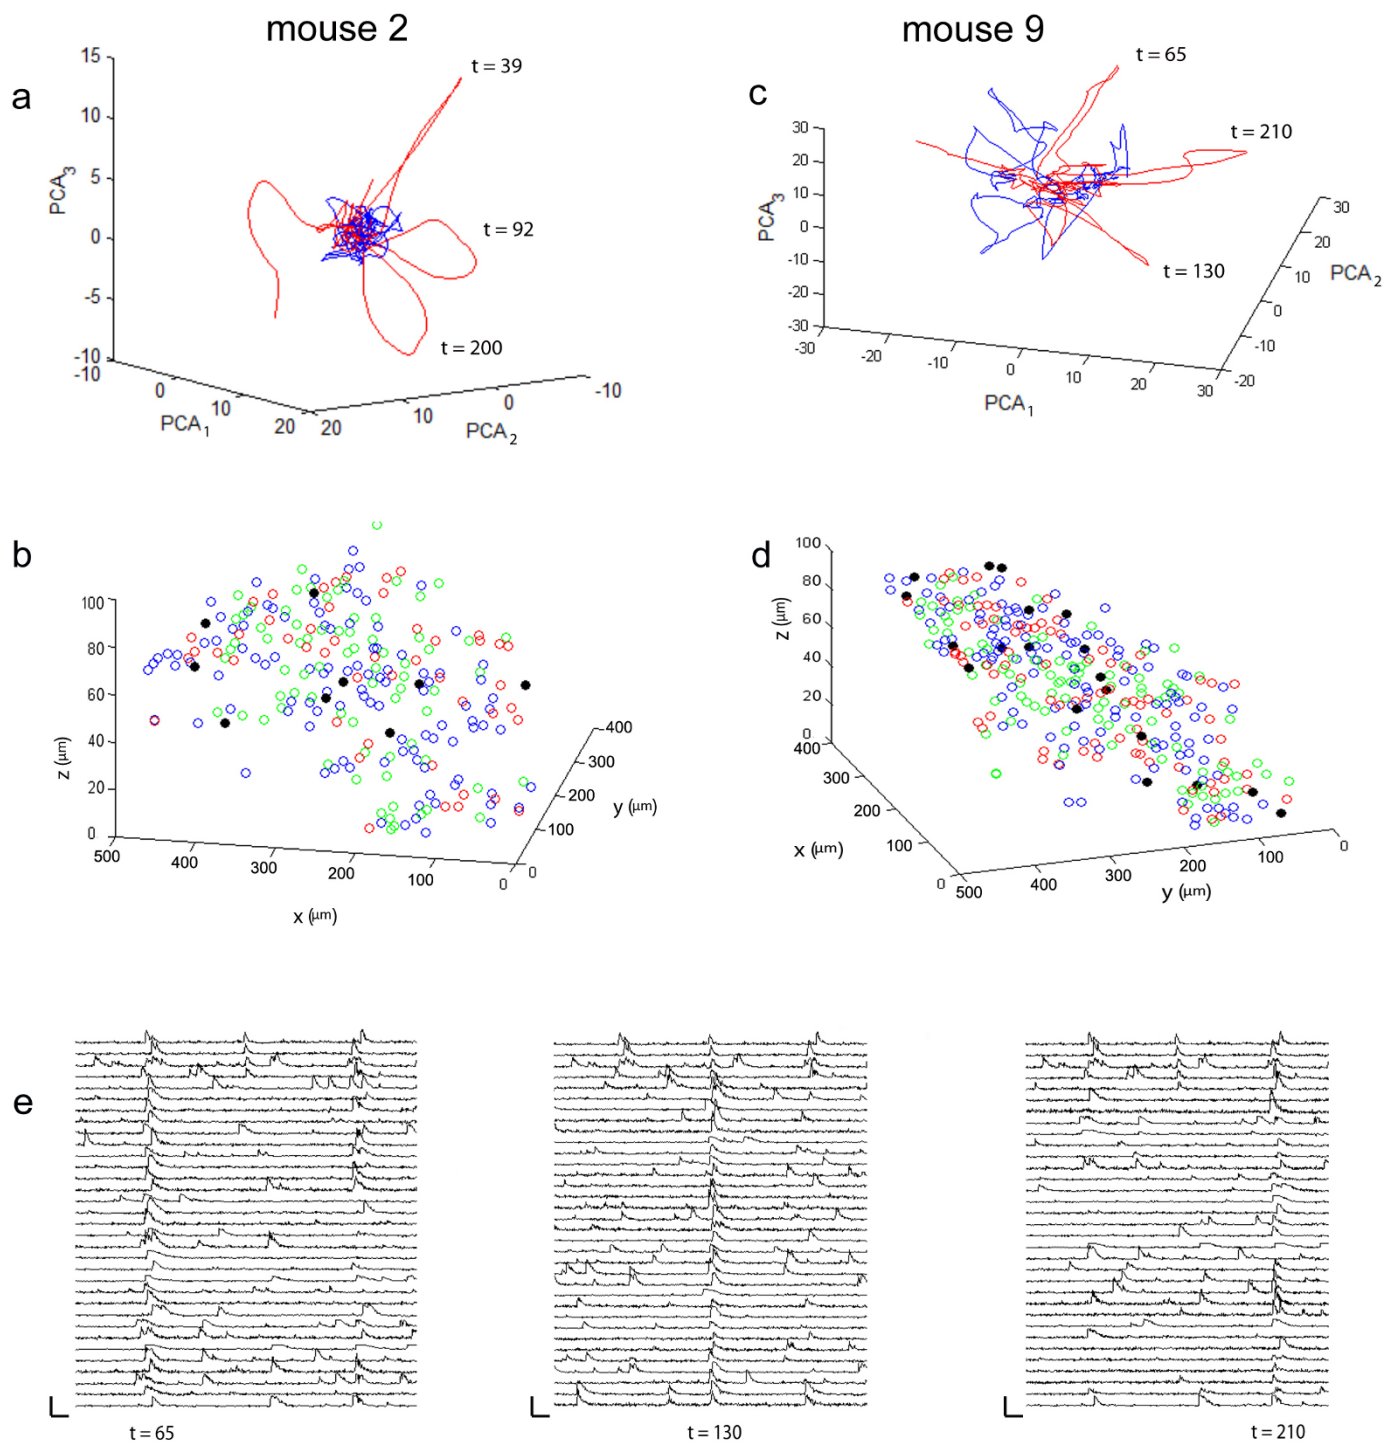 mouse 2
mouse 9
a
15
10
5
0
-5
-10
PCA3
t = 39
t = 92
t = 200
-10
0
10
20
PCA1
20
10
0
-10
PCA2
c
30
20
10
0
-10
-20
-30
PCA3
t = 65
t = 210
t = 130
-30
-20
-10
0
10
20
30
PCA1
-20
-10
0
10
20
30
PCA2
b
100
80
60
40
20
0
z (μm)
500
400
300
200
100
0
x (μm)
0
100
200
300
400
y (μm)
d
100
80
60
40
20
0
z (μm)
400
300
200
100
0
x (μm)
500
400
300
200
100
0
y (μm)
e
t = 65
t = 130
t = 210